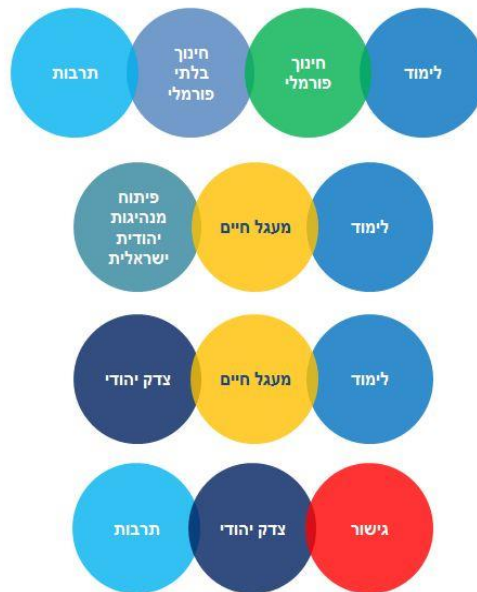 לימוד
חינוך
פורמלי
חינוך
בלתי
פורמלי
תרבות
לימוד
מעגל חיים
פיתוח
מנהיגות
יהודית
ישראלית
לימוד
מעגל חיים
צדק יהודי
גישור
צדק יהודי
תרבות